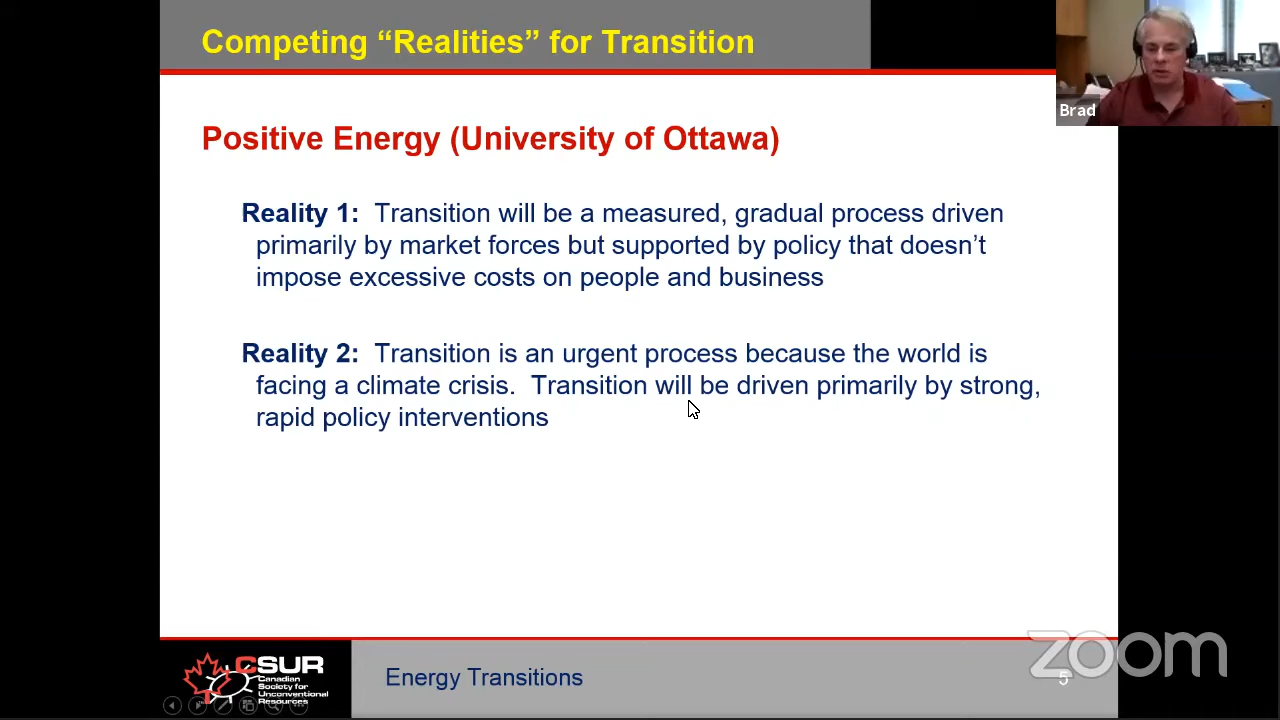 Competing “Realities” for Transition
Brad
Positive Energy (University of Ottawa)
Reality 1: Transition will be a measured, gradual process driven
primarily by market forces but supported by policy that doesn’t
impose excessive costs on people and business
Reality 2: Transition is an urgent process because the world is
facing a climate crisis. Transition will be driven primarily by strong,
rapid policy interventions
CSUR
Canadian
Society for
Unconventional
Resources
Energy Transitions
5
zoom